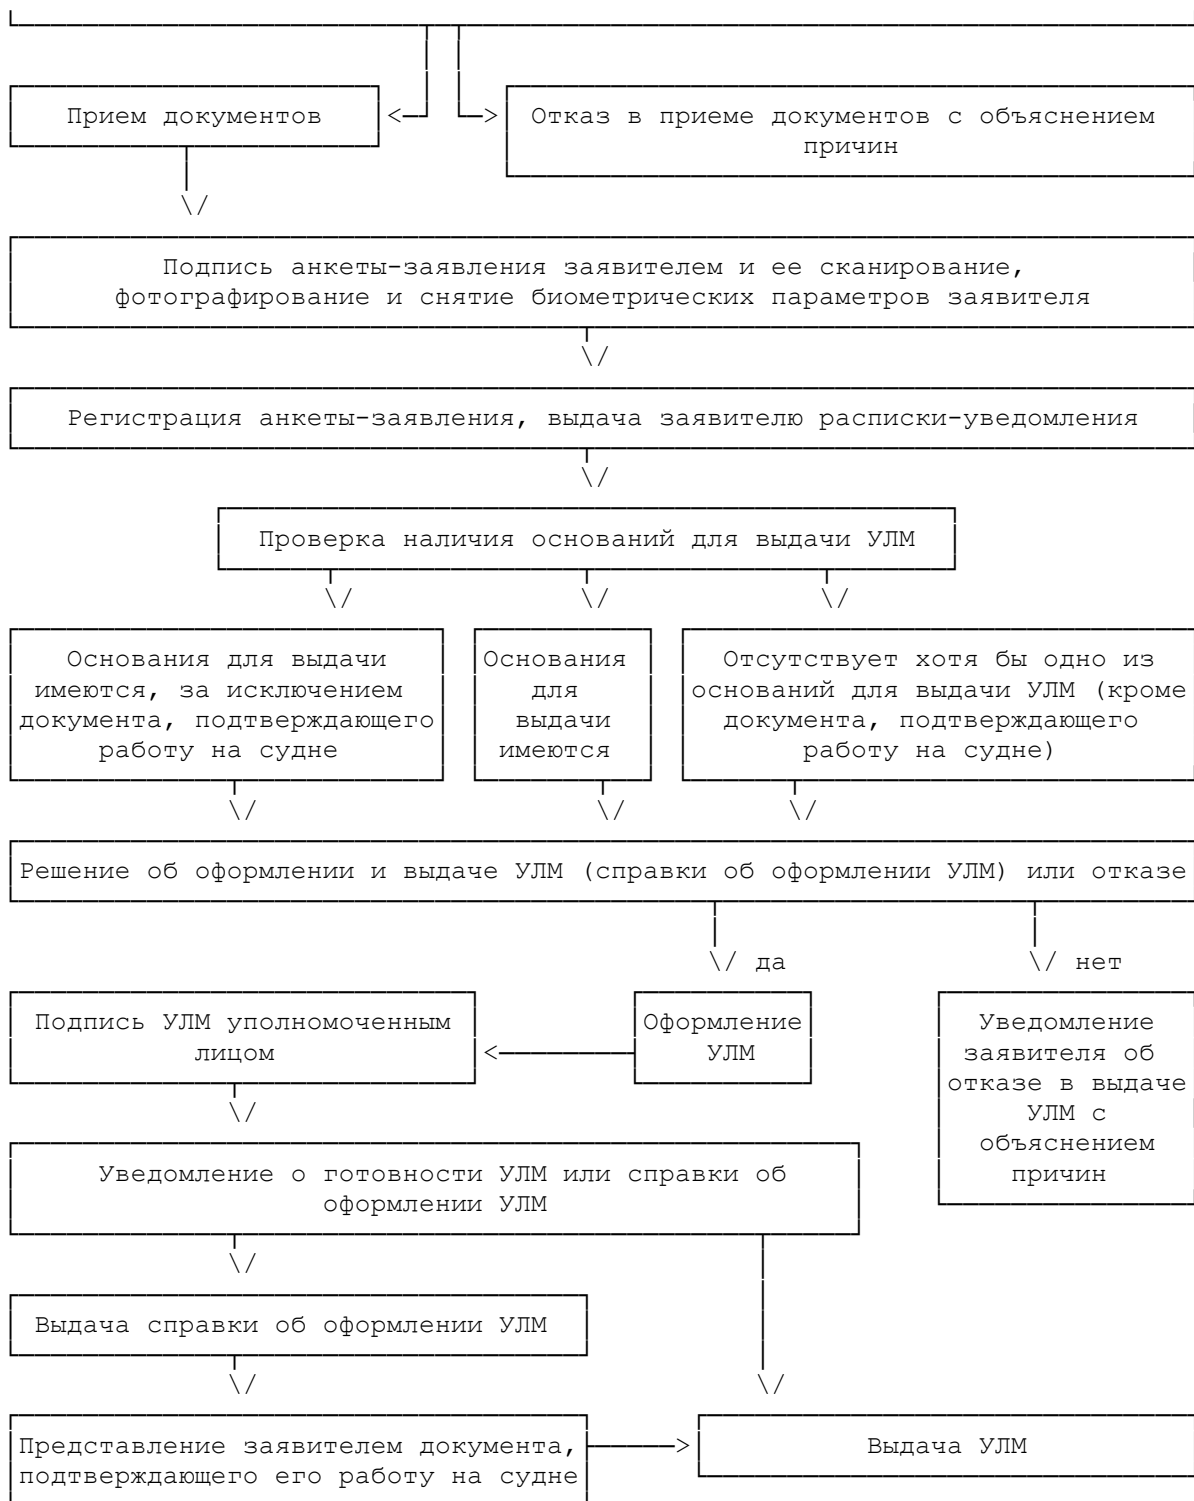 Прием документов
Отказ в приеме документов с объяснением
причин
Подпись анкеты-заявления заявителем и ее сканирование,
фотографирование и снятие биометрических параметров заявителя
Регистрация анкеты-заявления, выдача заявителю расписки-уведомления
Проверка наличия оснований для выдачи УЛМ
Основания для выдачи
имеются, за исключением
документа, подтверждающего
работу на судне
Основания
для
выдачи
имеются
Отсутствует хотя бы одно из
оснований для выдачи УЛМ (кроме
документа, подтверждающего
работу на судне)
Решение об оформлении и выдаче УЛМ (справки об оформлении УЛМ) или отказе
да
нет
Подпись УЛМ уполномоченным
лицом
Оформление
УЛМ
Уведомление
заявителя об
отказе в выдаче
УЛМ с
объяснением
причин
Уведомление о готовности УЛМ или справки об
оформлении УЛМ
Выдача справки об оформлении УЛМ
Представление заявителем документа,
подтверждающего его работу на судне
Выдача УЛМ